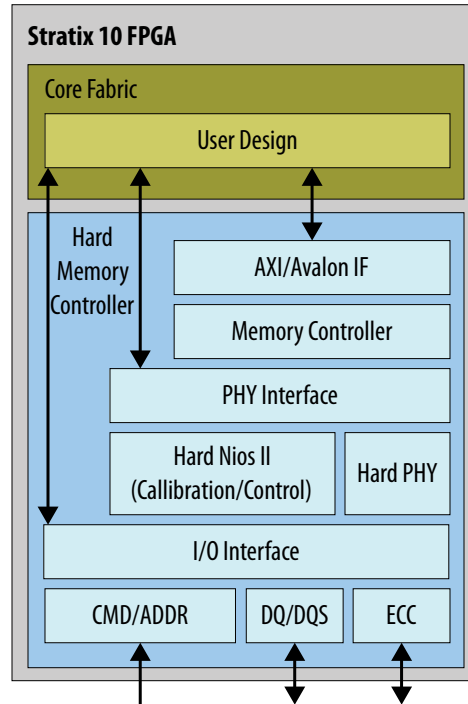 Stratix 10 FPGA
Core Fabric
User Design
Hard
Memory
Controller
AXI/Avalon IF
Memory Controller
PHY Interface
Hard Nios II
(Callibration/Control)
Hard PHY
I/O Interface
CMD/ADDR
DQ/DQS
ECC